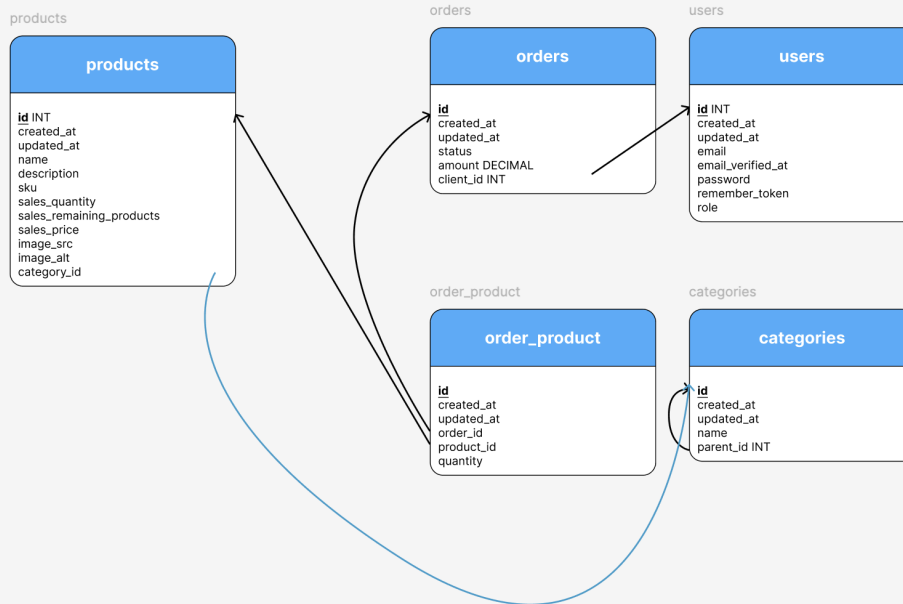 products
products
id INT
created_at
updated_at
name
description
sku
sales_quantity
sales_remaining_products
sales_price
image_src
image_alt
category_id
orders
orders
id
created_at
updated_at
status
amount DECIMAL
client_id INT
users
users
id INT
created_at
updated_at
email
email_verified_at
password
remember_token
role
order_product
order_product
id
created_at
updated_at
order_id
product_id
quantity
categories
categories
id
created_at
updated_at
name
parent_id INT